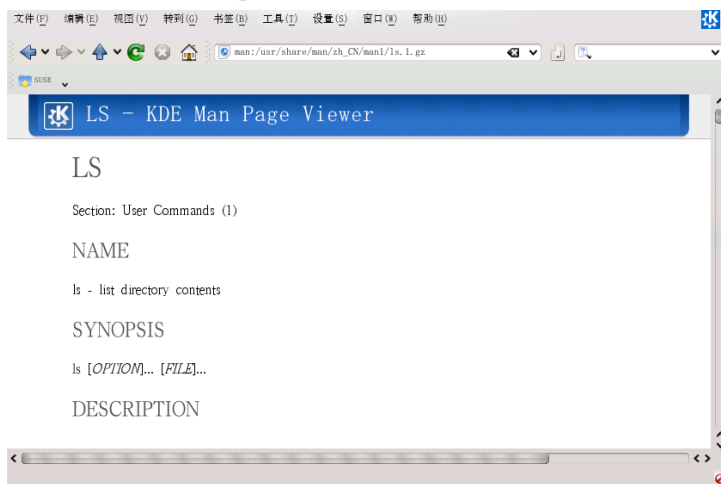 文件(F) 编辑(E) 视图(V) 转到(G) 书签(B) 工具(T) 设置(S) 窗口(W) 帮助(H)
man:/usr/share/man/zh_CN/man1/ls.1.gz
SUSE
LS - KDE Man Page Viewer
LS
Section: User Commands (1)
NAME
ls - list directory contents
SYNOPSIS
ls [OPTION]... [FILE]...
DESCRIPTION